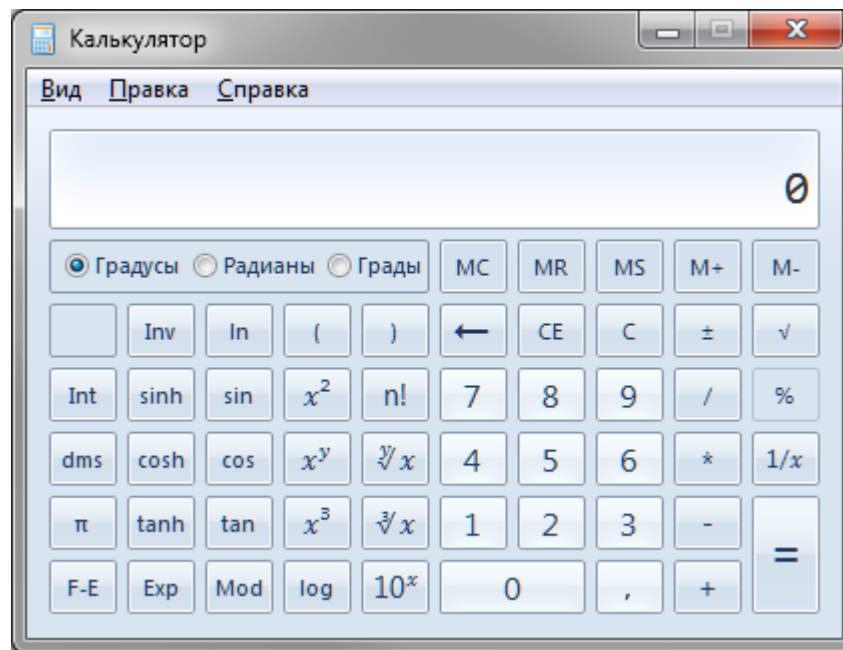 Калькулятор
Вид Правка Справка
0
Градусы Радианы Грады MC MR MS M+ M-
Inv ln ( ) ← CE C ± √
Int sinh sin x² n! 7 8 9 / %
dms cosh cos xʸ ʸ√x 4 5 6 * 1/x
π tanh tan x³ ³√x 1 2 3 - =
F-E Exp Mod log 10ˣ 0 , +